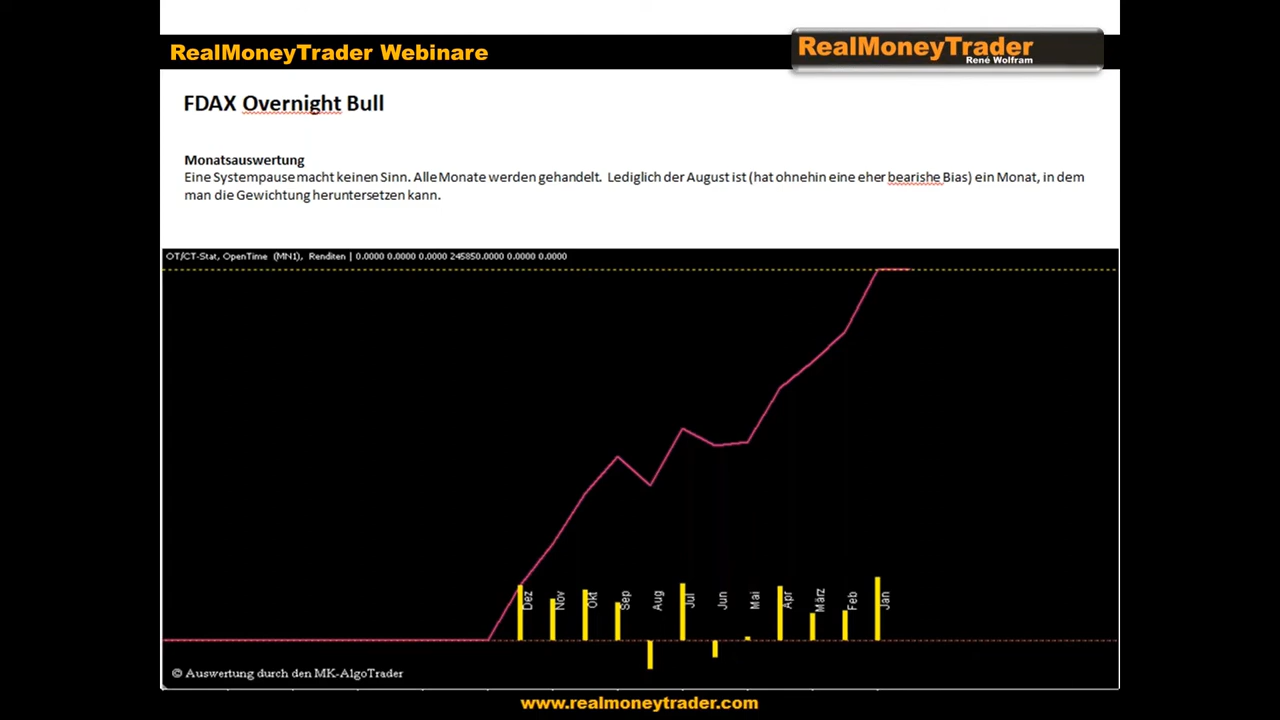 RealMoneyTrader Webinare
RealMoneyTrader
René Wolfram
FDAX Overnight Bull
Monatsauswertung
Eine Systempause macht keinen Sinn. Alle Monate werden gehandelt. Lediglich der August ist (hat ohnehin eine eher bearishe Bias) ein Monat, in dem
man die Gewichtung heruntersetzen kann.
OT/CT-Stat, OpenTime (MN1), Renditen | 0.0000 0.0000 0.0000 245850.0000 0.0000 0.0000
Dez Nov Okt Sep Aug Jul Jun Mai Apr März Feb Jan
© Auswertung durch den MK-AlgoTrader
www.realmoneytrader.com